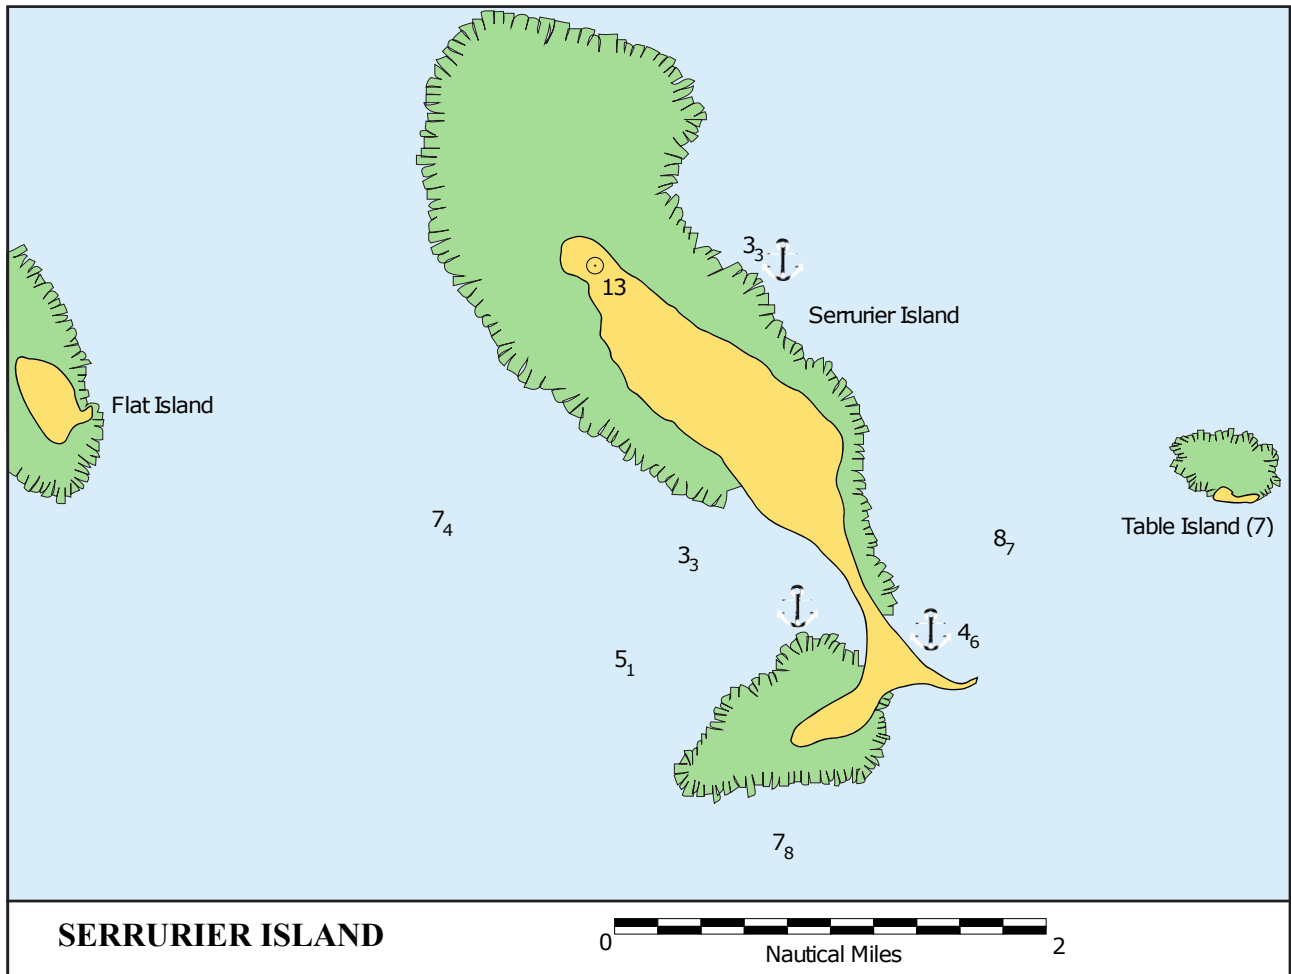 3₃
13
Serrurier Island
Flat Island
7₄
Table Island (7)
8₇
3₃
4₆
5₁
7₈
SERRURIER ISLAND
0
2
Nautical Miles